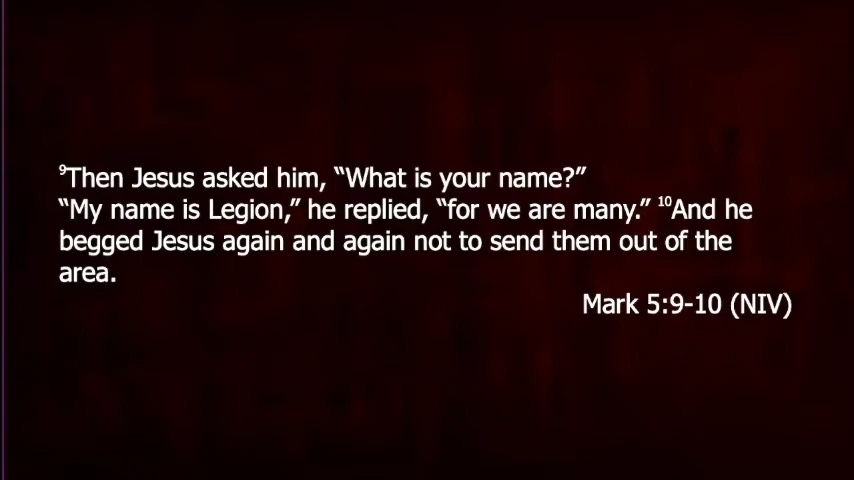 ⁹Then Jesus asked him, “What is your name?”
“My name is Legion,” he replied, “for we are many.” ¹⁰And he
begged Jesus again and again not to send them out of the
area.
Mark 5:9-10 (NIV)